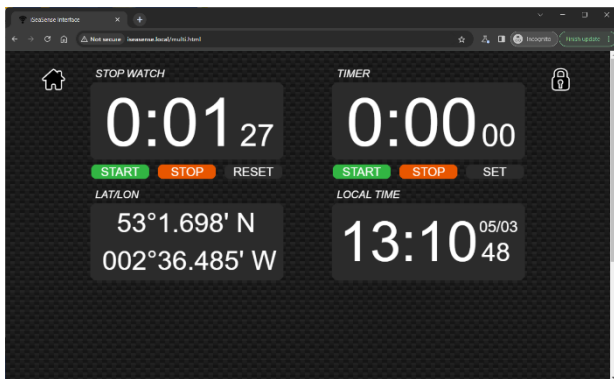 iSeaSense Interface
Not secure iseasense.local/multi.html
Incognito
Finish update
STOP WATCH
0:01 27
START STOP RESET
TIMER
0:00 00
START STOP SET
LAT/LON
53°1.698' N
002°36.485' W
LOCAL TIME
13:10 48
05/03